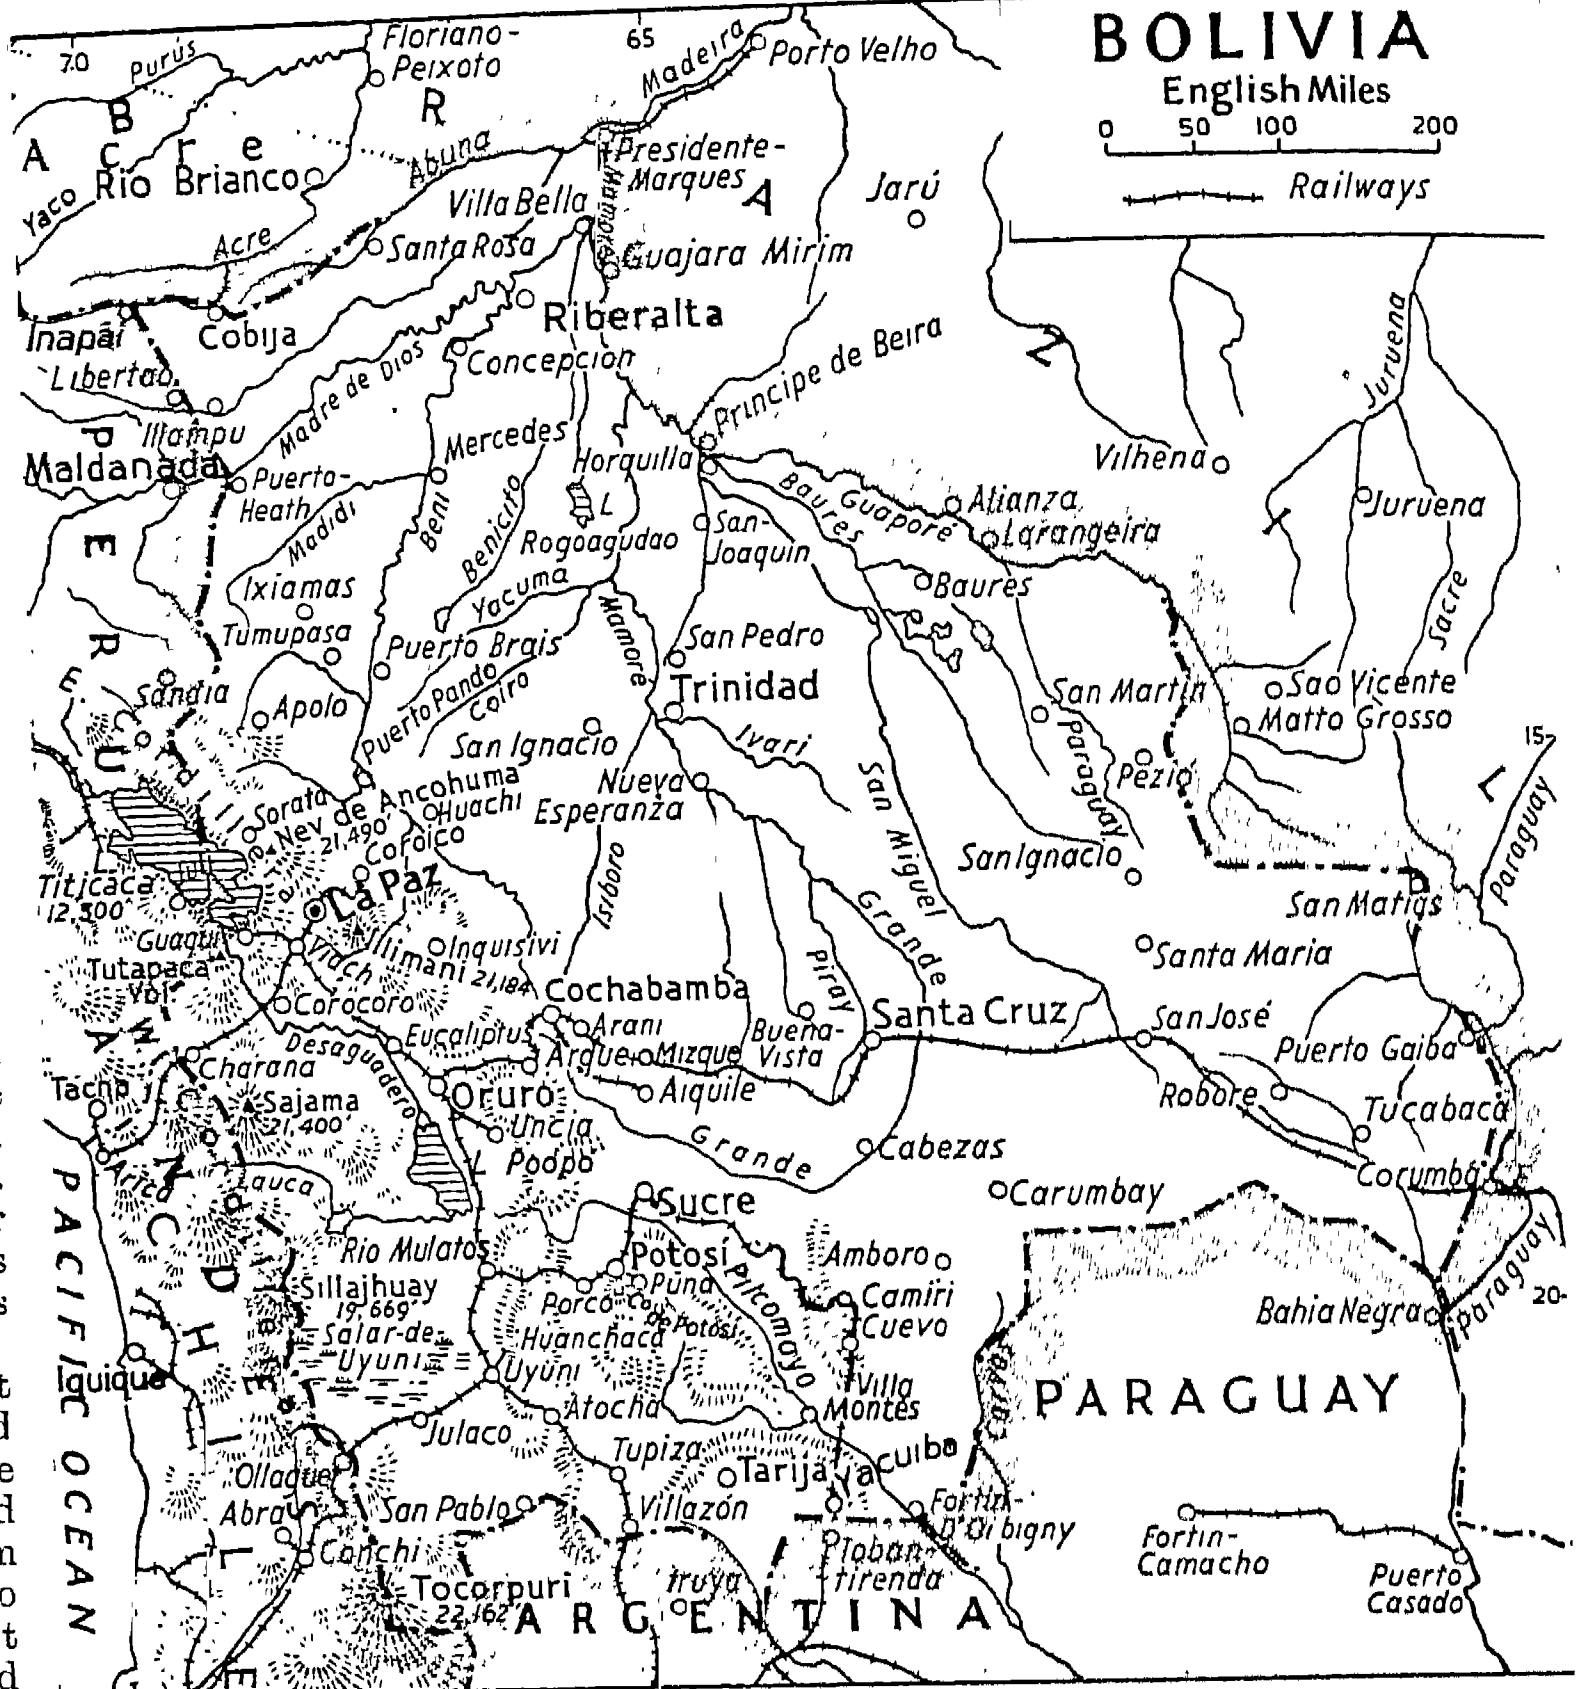 BOLIVIA
English Miles
0 50 100 200
Railways
70
65
Purús
Floriano-
Peixoto
Madeira
Porto Velho
B R A Z I L
Acre
Rio Brianco
Abuna
Presidente-
Marques
Mamoré
Jarú
Yaco
Villa Bella
Acre
Santa Rosa
Guajara Mirim
Inapai
Cobija
Riberalta
Libertad
Concepcion
Madre de Dios
Principe de Beira
Juruena
Illampu
Mercedes
Horquilla
Vilhena
Maldanada
Puerto-
Heath
Madidi
Beni
Benicito
L
Rogoagudao
San-
Joaquin
Baures
Guaporé
Alianza
Larangeira
Juruena
PERU
Ixiamas
Yacuma
Baures
Sacre
Tumupasa
Puerto Brais
Mamoré
San Pedro
Sandia
Apolo
Puerto Pando
Coiro
Trinidad
San Martin
Sao Vicente
Matto Grosso
San Ignacio
Ivari
Paraguay
15
Sorata
Nev de Ancohuma
21,490
Huachi
Nueva
Esperanza
San Miguel
Coroico
San Ignacio
Paraguay
L
Titicaca
12,500
La Paz
Isiboro
Grande
San Matias
Guaqui
Viach
Illimani 21,184
Inquisivi
Piray
Santa Maria
Tutapaca
Vol.
Corocoro
Cochabamba
Santa Cruz
San José
Desaguadero
Eucaliptus
Arani
Buena-
Vista
Puerto Gaiba
Charana
Arque
Mizque
Tacna
Sajama
21,400'
Oruro
Aiquile
Robore
Tucabaca
Uncia
Grande
Cabezas
Arica
L Poopo
Corumba
Lauca
Sucre
Carumbay
PACIFIC OCEAN
Rio Mulatos
Potosí
Amboro
Paraguay
Sillajhuay
19,669'
Porco
Puna
Pilcomayo
Camiri
Cuevo
Bahia Negra
20
Salar-de-
Uyuni
Huanchaca
de Potosí
Iquique
Uyuni
Villa
Montes
PARAGUAY
CHILE
Julaco
Atocha
Tupiza
Tarija
Yacuiba
Ollague
Abra
San Pablo
Villazón
Fortin-
D'Orbigny
Fortin-
Camacho
Conchi
Toban-
tirenda
Tocorpuri
22,162'
Iruya
Puerto
Casado
ARGENTINA